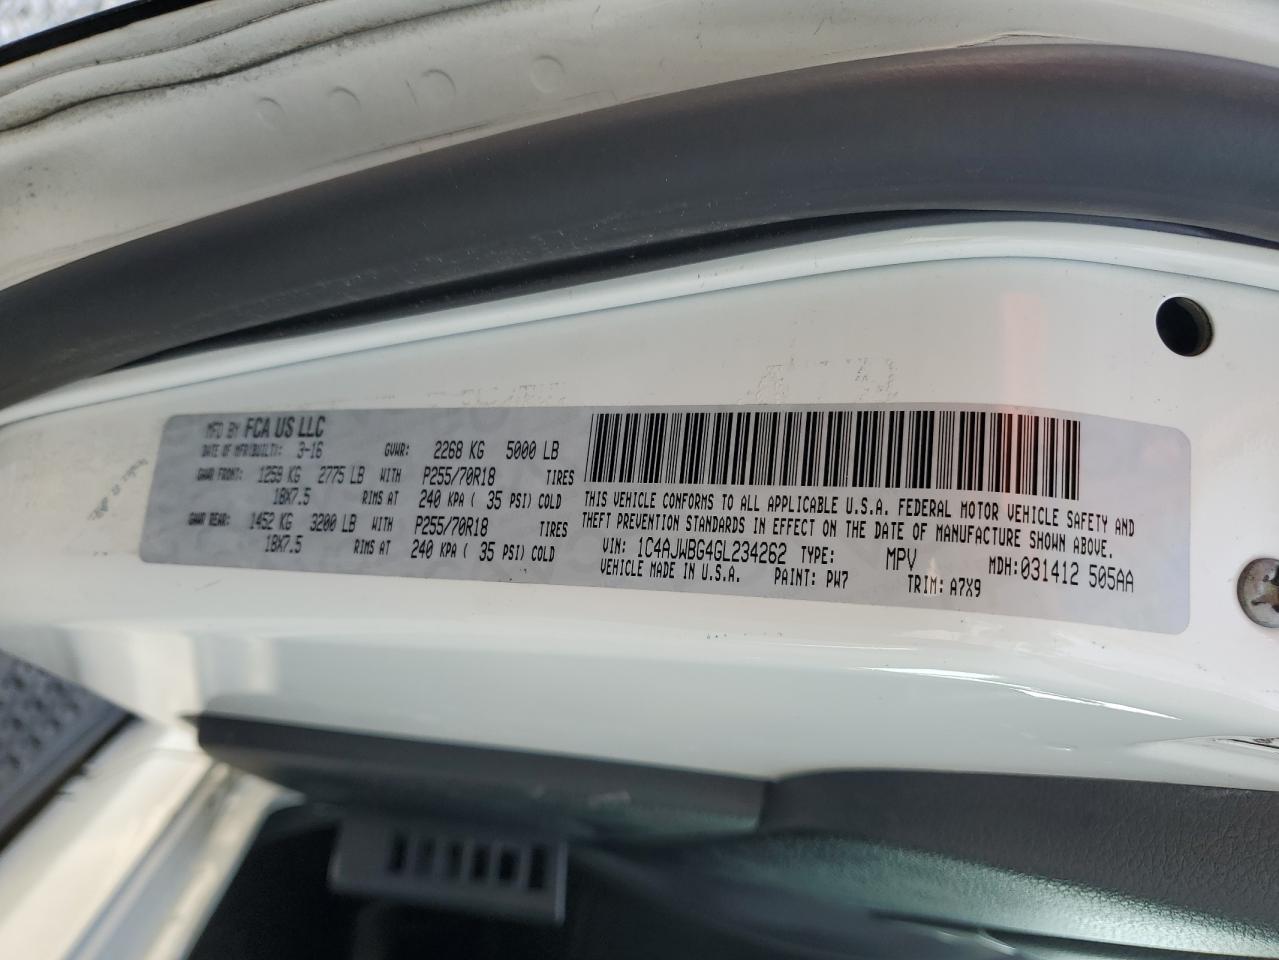 MFD BY FCA US LLC
DATE OF MFR(BUILT): 3-16 GVWR: 2268 KG 5000 LB
GAWR FRONT: 1259 KG 2775 LB WITH P255/70R18 TIRES
18X7.5 RIMS AT 240 KPA ( 35 PSI) COLD
GAWR REAR: 1452 KG 3200 LB WITH P255/70R18 TIRES
18X7.5 RIMS AT 240 KPA ( 35 PSI) COLD
THIS VEHICLE CONFORMS TO ALL APPLICABLE U.S.A. FEDERAL MOTOR VEHICLE SAFETY AND
THEFT PREVENTION STANDARDS IN EFFECT ON THE DATE OF MANUFACTURE SHOWN ABOVE.
VIN: 1C4AJWBG4GL234262 TYPE: MPV MDH:031412 505AA
VEHICLE MADE IN U.S.A. PAINT: PW7 TRIM: A7X9